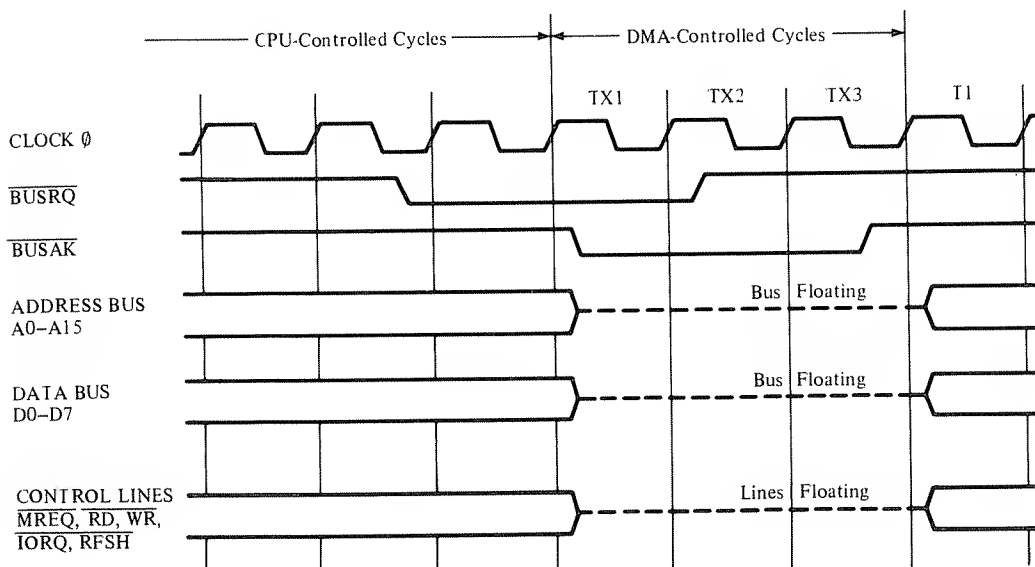 CPU-Controlled Cycles DMA-Controlled Cycles
TX1 TX2 TX3 T1
CLOCK ∅
BUSRQ
BUSAK
ADDRESS BUS
A0–A15
Bus Floating
DATA BUS
D0–D7
Bus Floating
CONTROL LINES
MREQ, RD, WR,
IORQ, RFSH
Lines Floating